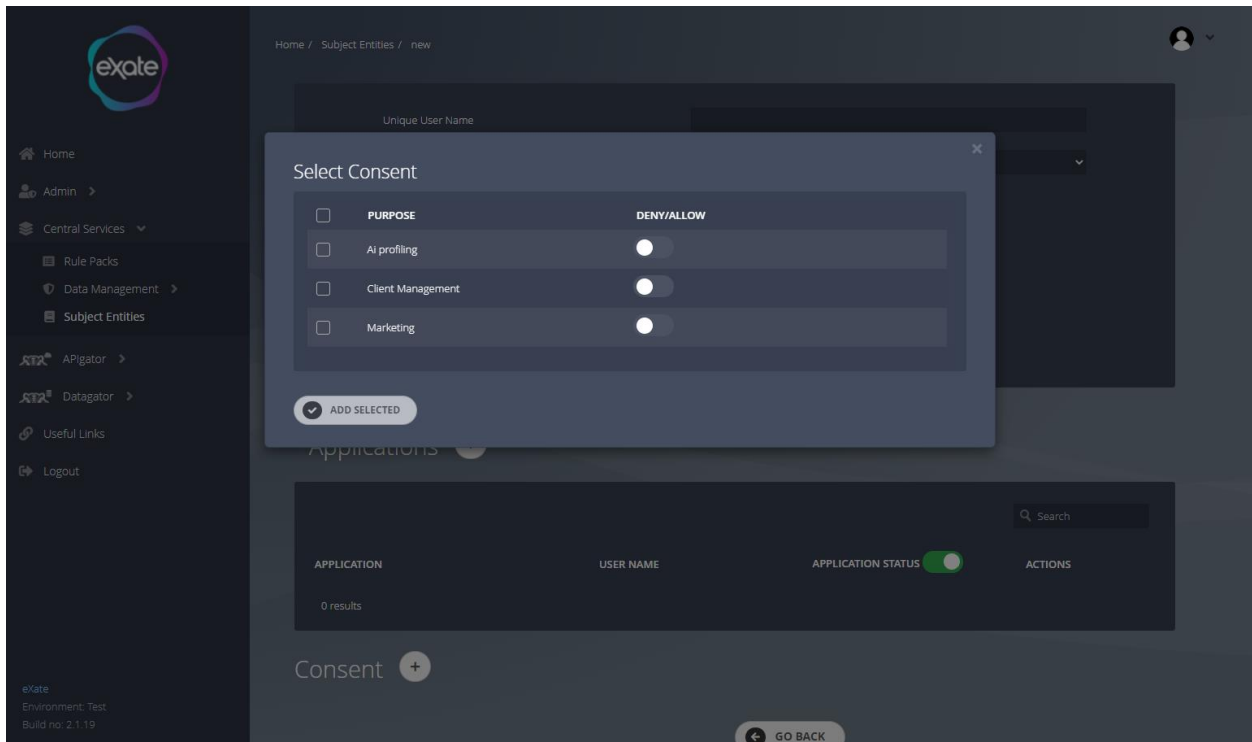 eXate
Home / Subject Entities / new
Unique User Name
Home
Admin
Central Services
Rule Packs
Data Management
Subject Entities
APIgator
Datagator
Useful Links
Logout
Select Consent
PURPOSE DENY/ALLOW
Ai profiling
Client Management
Marketing
ADD SELECTED
Applications
Search
APPLICATION USER NAME APPLICATION STATUS ACTIONS
0 results
Consent
GO BACK
eXate
Environment: Test
Build no: 2.1.19